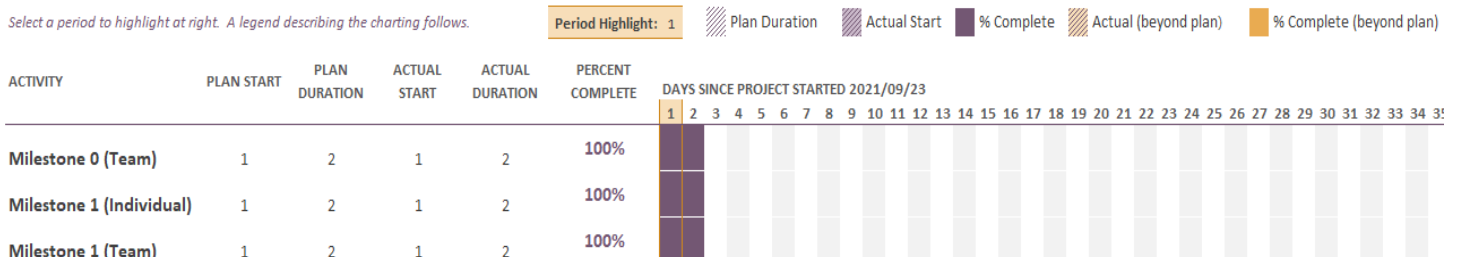 Select a period to highlight at right. A legend describing the charting follows.
Period Highlight: 1
Plan Duration
Actual Start
% Complete
Actual (beyond plan)
% Complete (beyond plan)
ACTIVITY PLAN START PLAN DURATION ACTUAL START ACTUAL DURATION PERCENT COMPLETE
DAYS SINCE PROJECT STARTED 2021/09/23
1 2 3 4 5 6 7 8 9 10 11 12 13 14 15 16 17 18 19 20 21 22 23 24 25 26 27 28 29 30 31 32 33 34 35
Milestone 0 (Team) 1 2 1 2 100%
Milestone 1 (Individual) 1 2 1 2 100%
Milestone 1 (Team) 1 2 1 2 100%